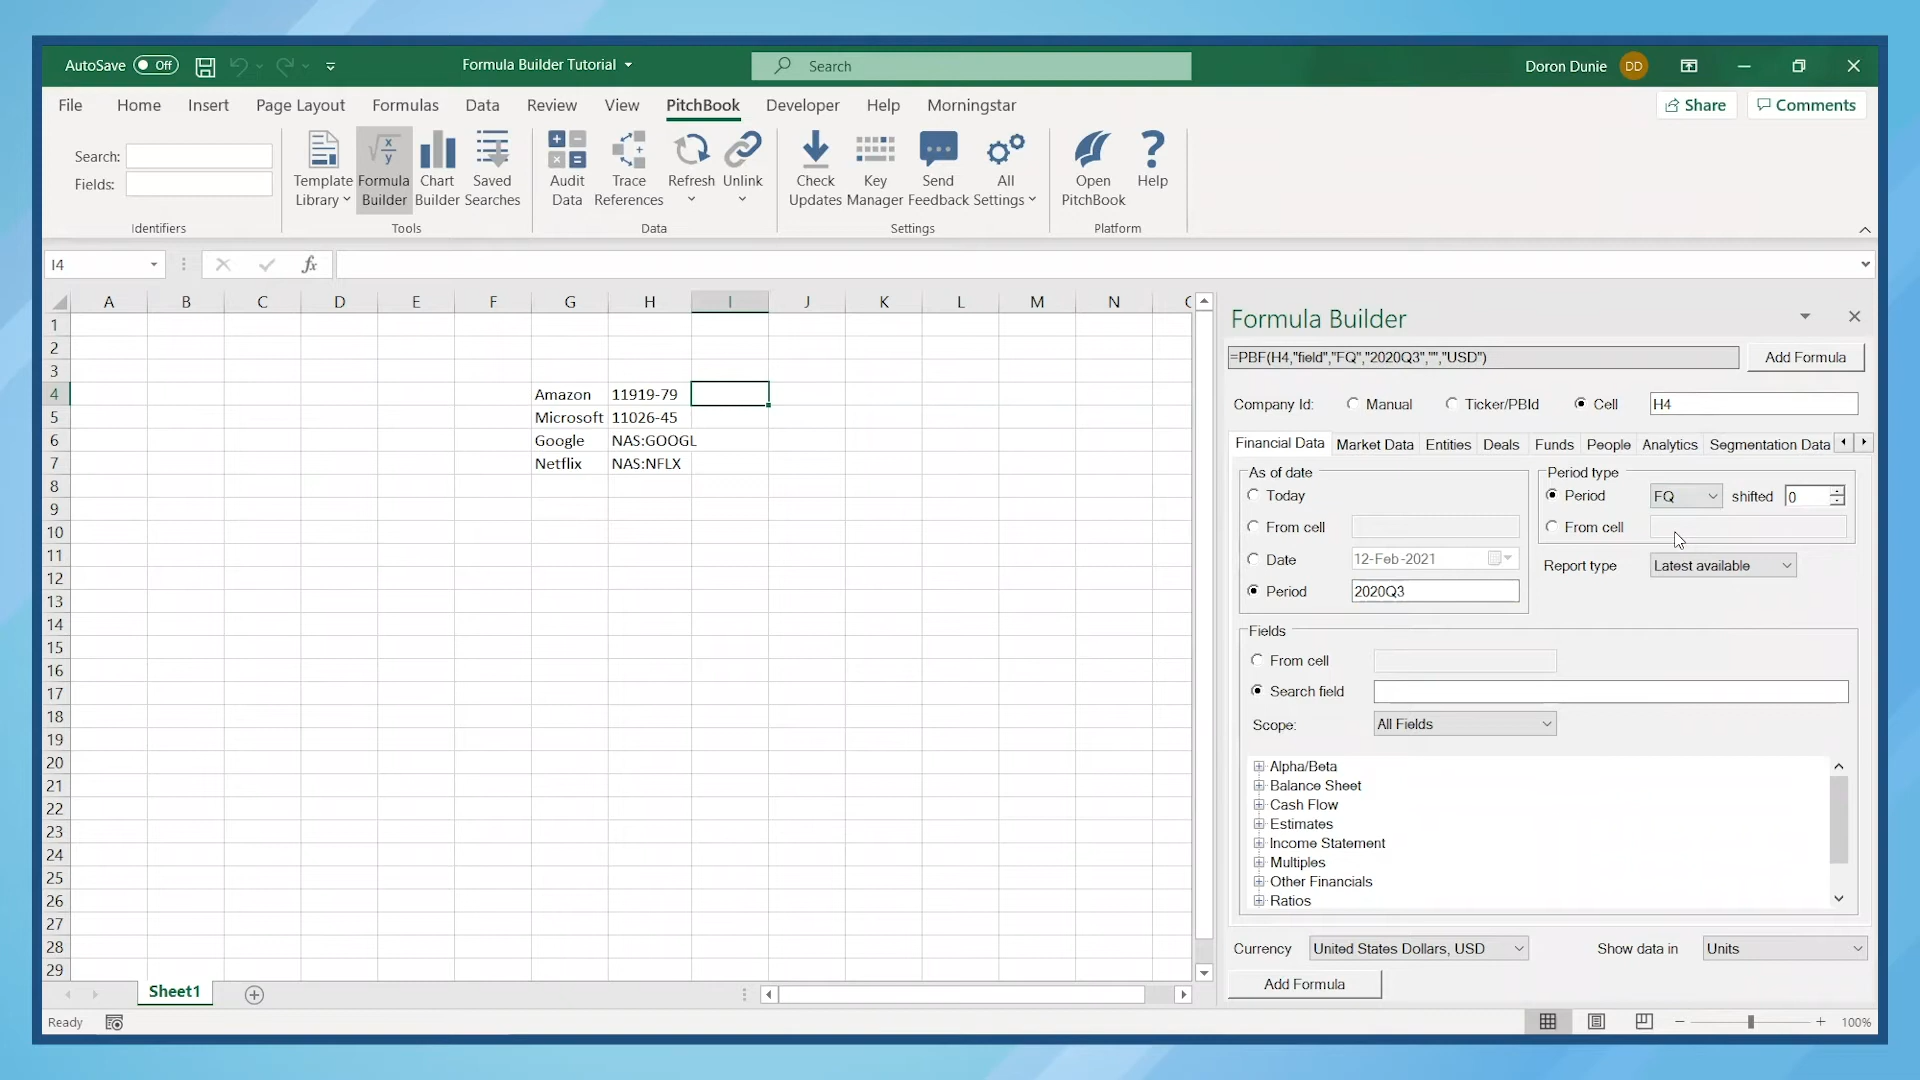 AutoSave Off
Formula Builder Tutorial
Search
Doron Dunie DD
File Home Insert Page Layout Formulas Data Review View PitchBook Developer Help Morningstar
Share Comments
Search:
Fields:
Identifiers
Template Library
Formula Builder
Chart Builder
Saved Searches
Tools
Audit Data
Trace References
Refresh
Unlink
Data
Check Updates
Key Manager
Send Feedback
All Settings
Settings
Open PitchBook
Help
Platform
I4
fx
A B C D E F G H I J K L M N
1
2
3
4 Amazon 11919-79
5 Microsoft 11026-45
6 Google NAS:GOOGL
7 Netflix NAS:NFLX
8
9
10
11
12
13
14
15
16
17
18
19
20
21
22
23
24
25
26
27
28
29
Formula Builder
=PBF(H4,"field","FQ","2020Q3","","USD")
Add Formula
Company Id: Manual Ticker/PBId Cell H4
Financial Data Market Data Entities Deals Funds People Analytics Segmentation Data
As of date
Today
From cell
Date 12-Feb-2021
Period 2020Q3
Period type
Period FQ shifted 0
From cell
Report type Latest available
Fields
From cell
Search field
Scope: All Fields
Alpha/Beta
Balance Sheet
Cash Flow
Estimates
Income Statement
Multiples
Other Financials
Ratios
Currency United States Dollars, USD Show data in Units
Add Formula
Sheet1
Ready
100%